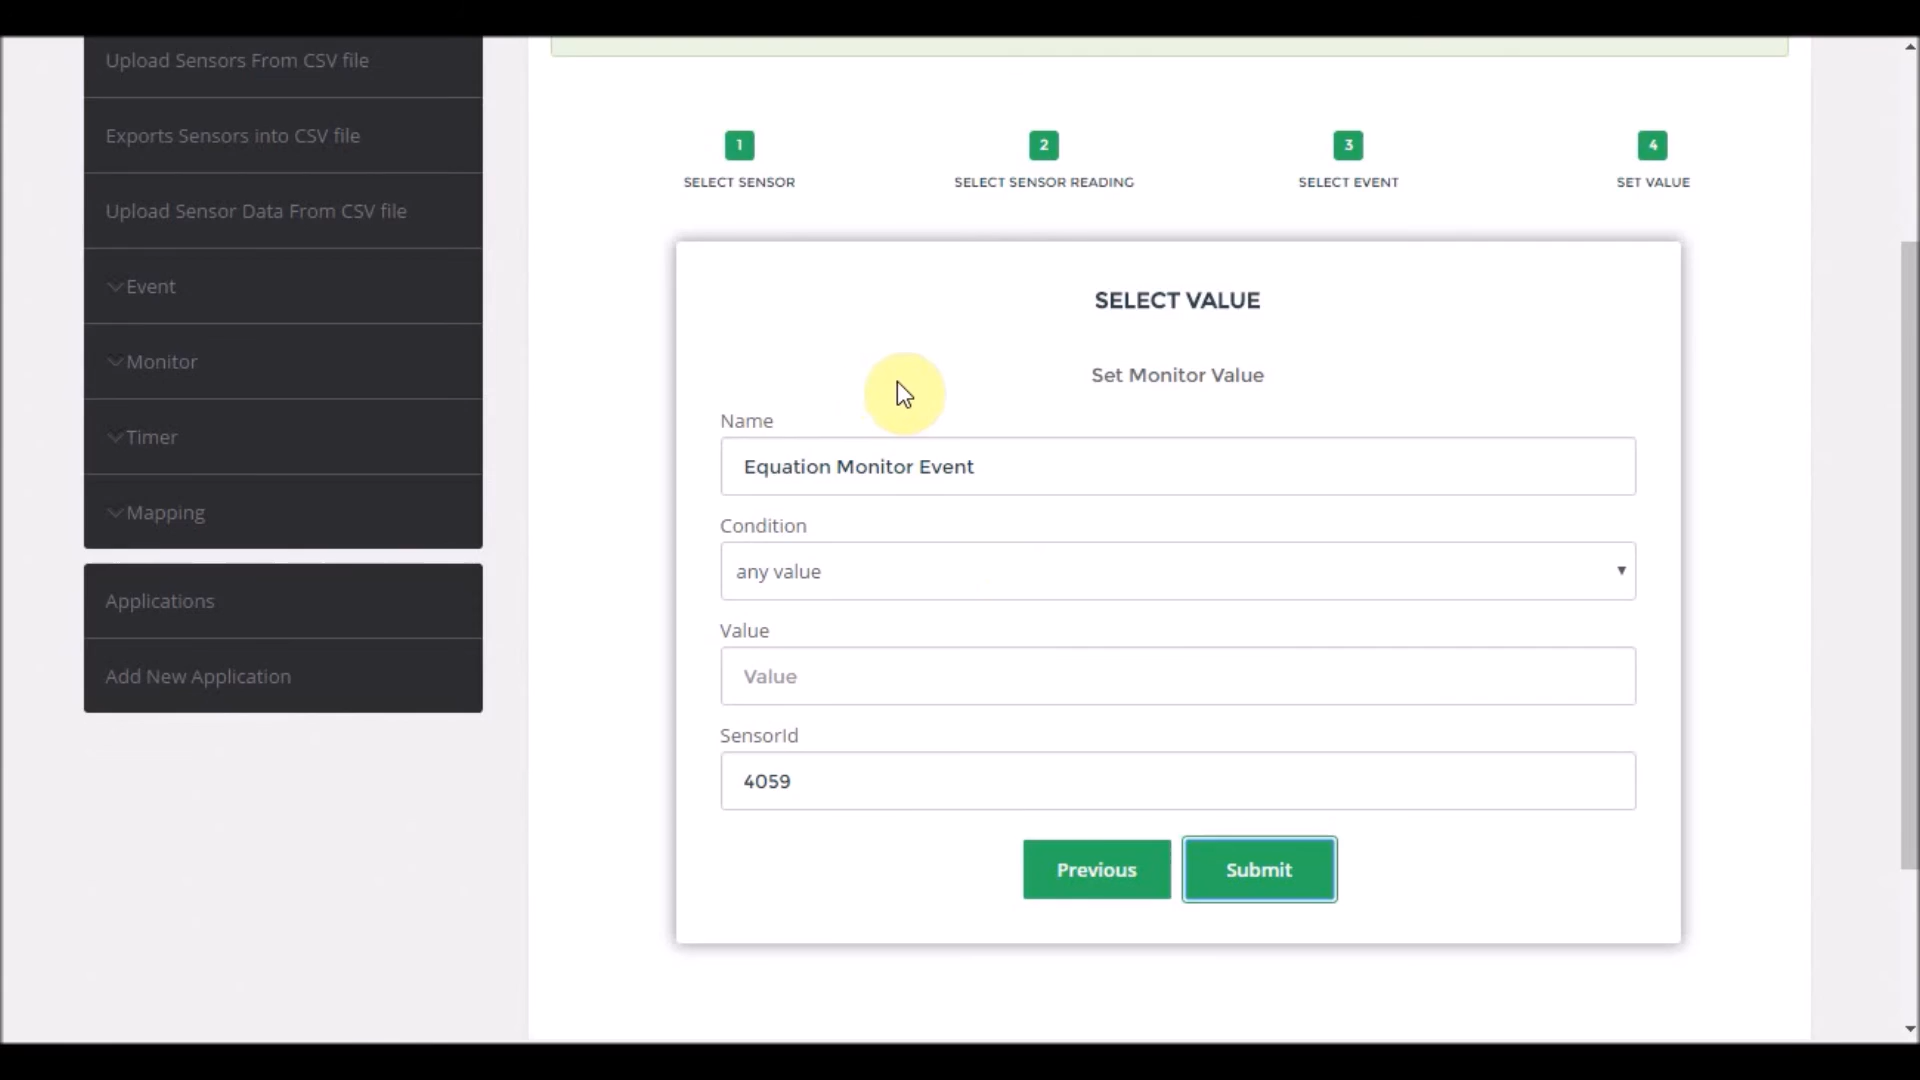 Upload Sensors From CSV file
Exports Sensors into CSV file
Upload Sensor Data From CSV file
Event
Monitor
Timer
Mapping
Applications
Add New Application
1
SELECT SENSOR
2
SELECT SENSOR READING
3
SELECT EVENT
4
SET VALUE
SELECT VALUE
Set Monitor Value
Name
Equation Monitor Event
Condition
any value
Value
Value
SensorId
4059
Previous
Submit